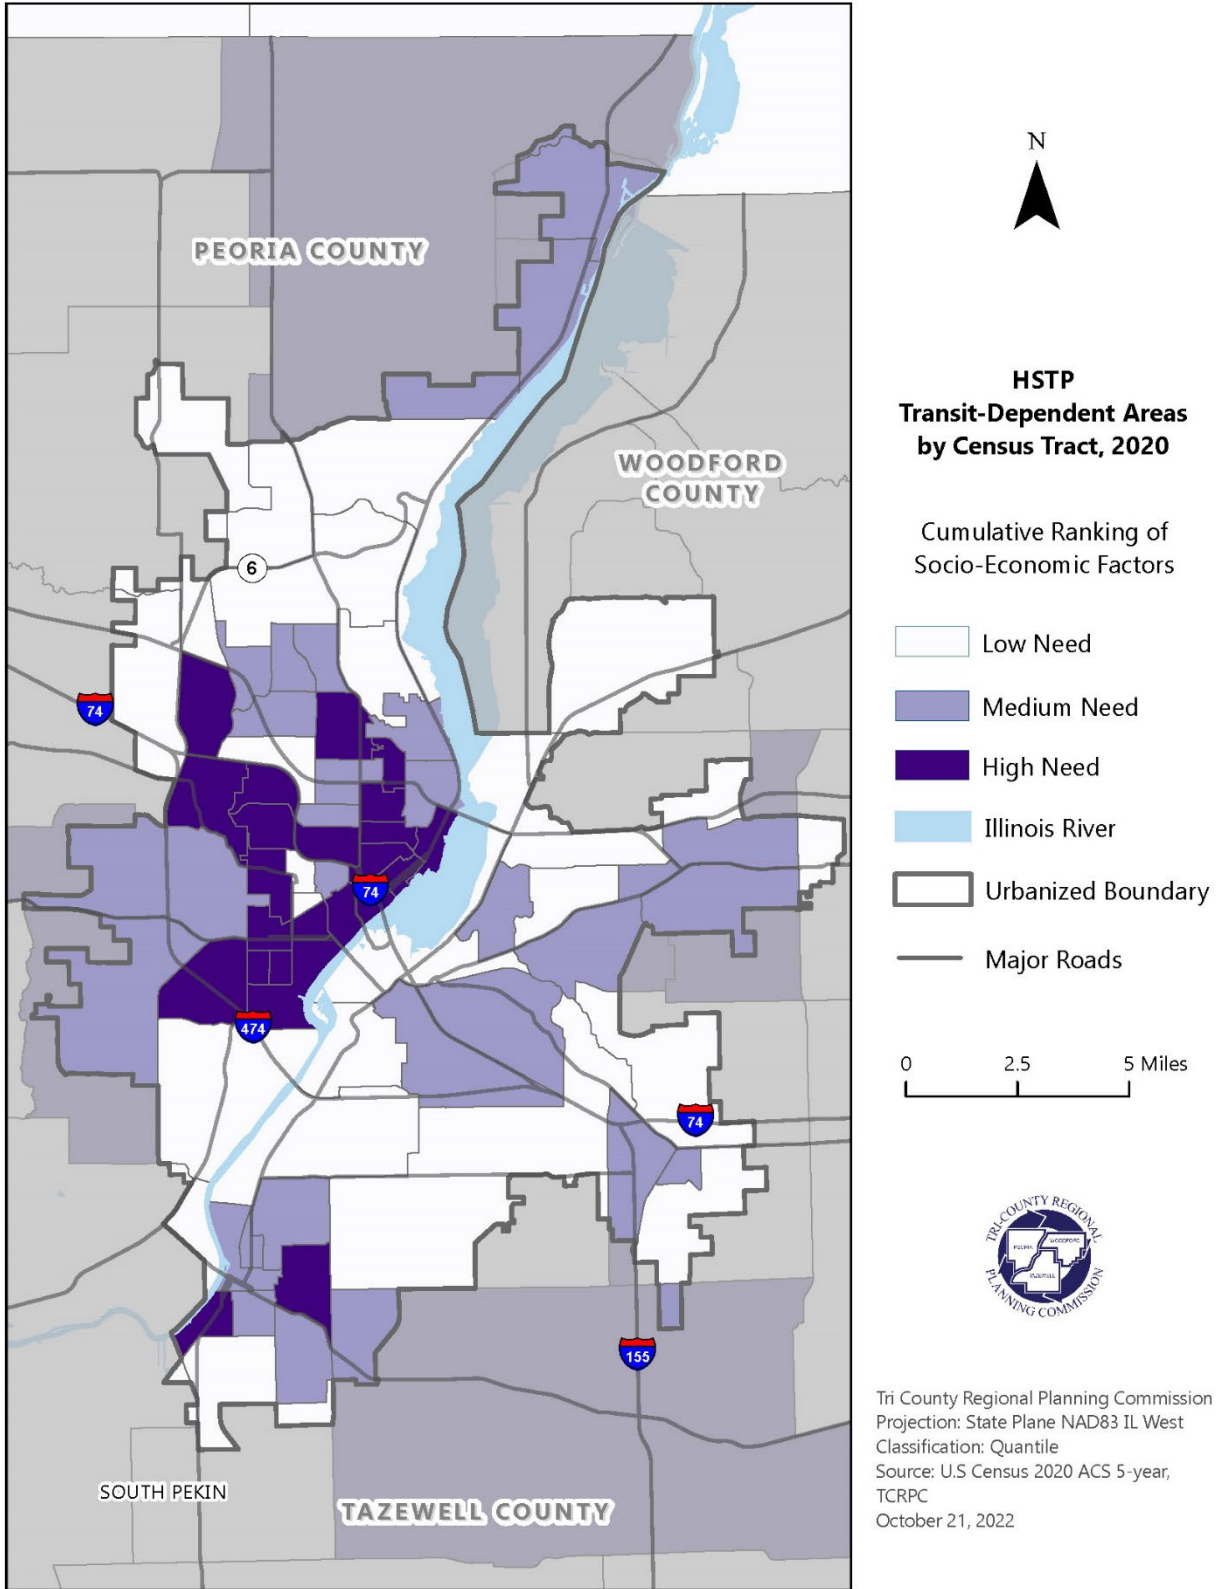 PEORIA COUNTY
WOODFORD
COUNTY
6
74
74
474
74
155
SOUTH PEKIN
TAZEWELL COUNTY
N
HSTP
Transit-Dependent Areas
by Census Tract, 2020
Cumulative Ranking of
Socio-Economic Factors
Low Need
Medium Need
High Need
Illinois River
Urbanized Boundary
Major Roads
0 2.5 5 Miles
TRI-COUNTY REGIONAL
PEORIA
WOODFORD
TAZEWELL
PLANNING COMMISSION
Tri County Regional Planning Commission
Projection: State Plane NAD83 IL West
Classification: Quantile
Source: U.S Census 2020 ACS 5-year,
TCRPC
October 21, 2022